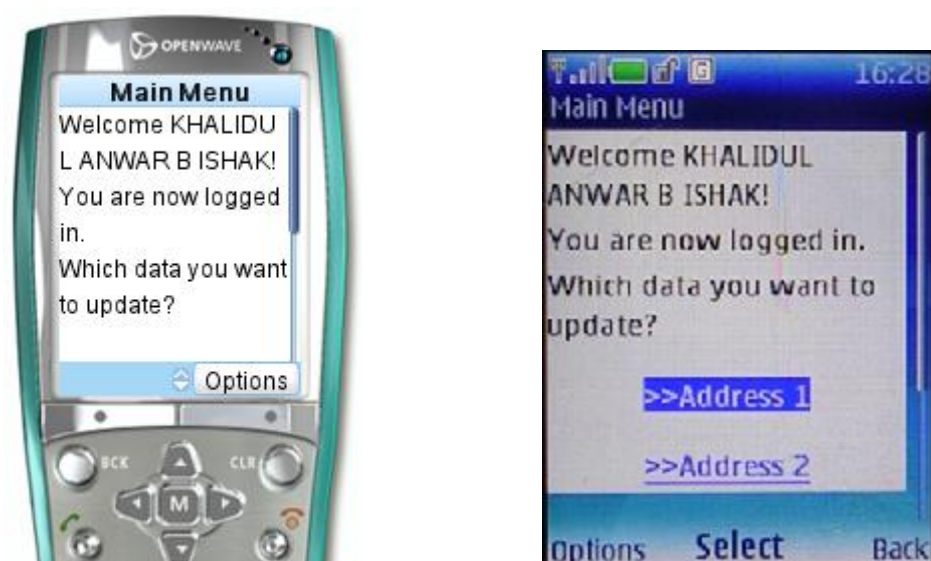 OPENWAVE
Main Menu
Welcome KHALIDU
L ANWAR B ISHAK!
You are now logged
in.
Which data you want
to update?
Options
BCK
CLR
M
G
16:28
Main Menu
Welcome KHALIDUL
ANWAR B ISHAK!
You are now logged in.
Which data you want to
update?
>>Address 1
>>Address 2
Options Select Back